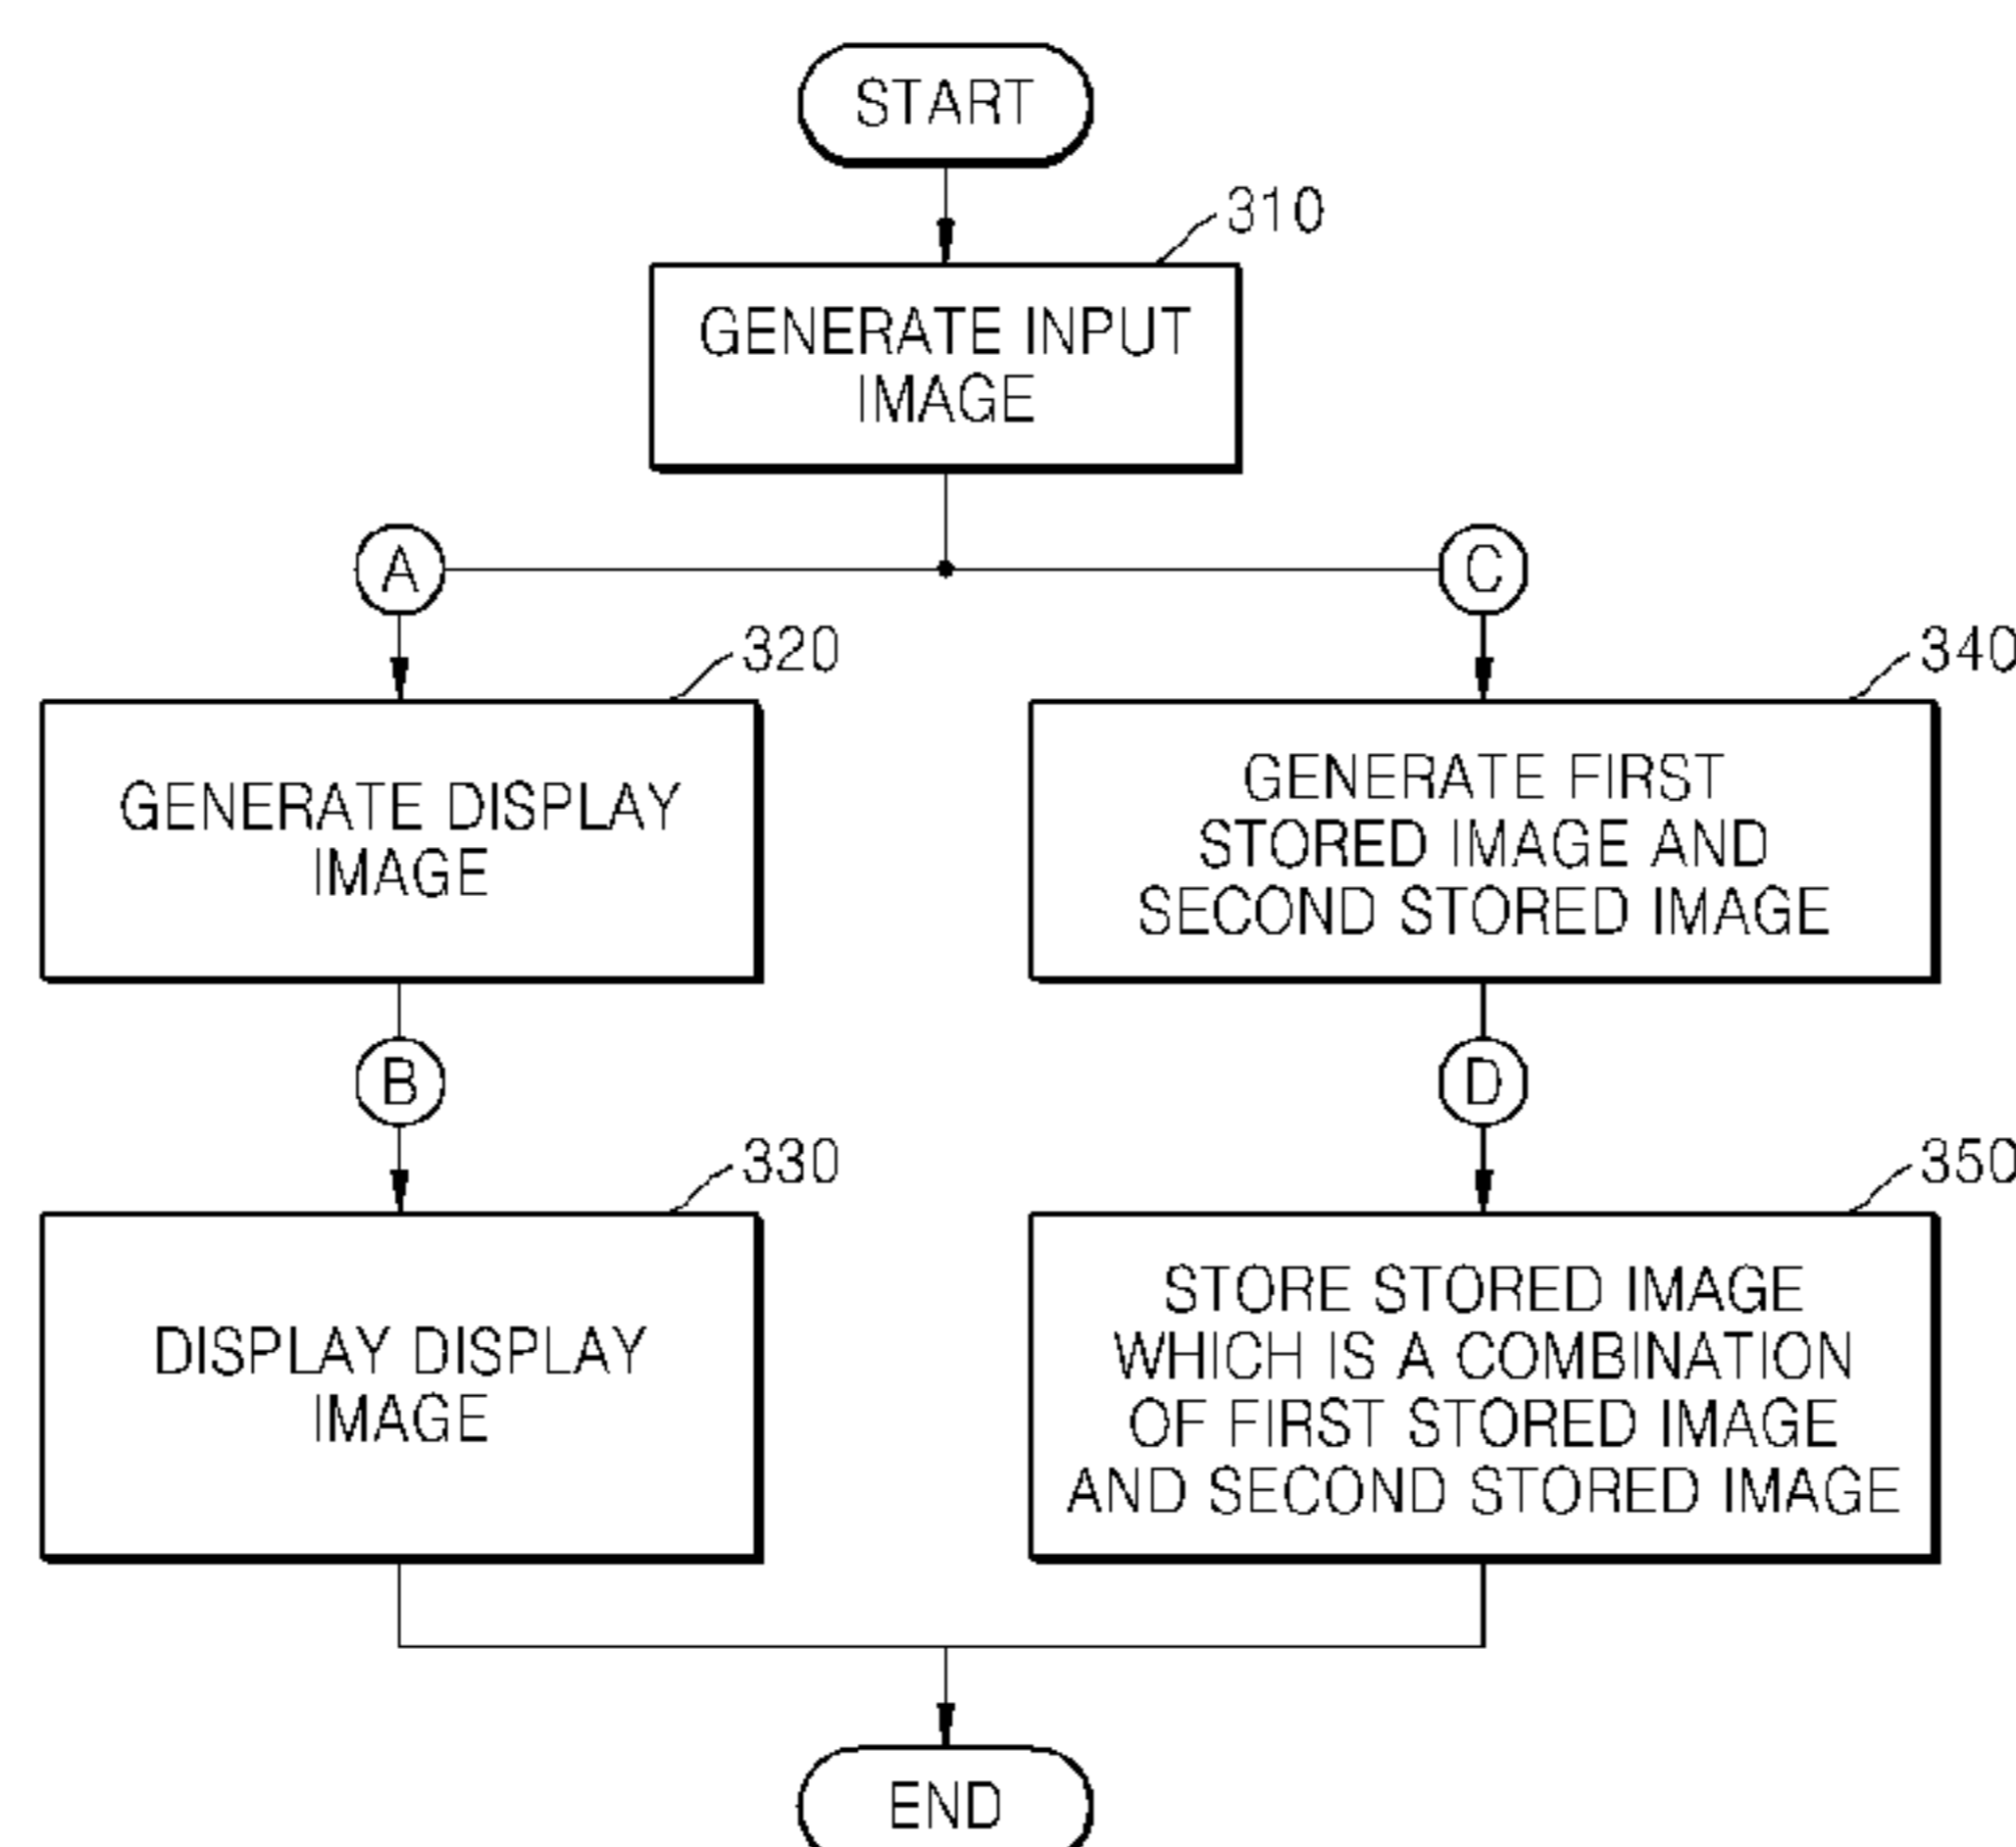 START
310
GENERATE INPUT
IMAGE
A
C
320
GENERATE DISPLAY
IMAGE
340
GENERATE FIRST
STORED IMAGE AND
SECOND STORED IMAGE
B
D
330
DISPLAY DISPLAY
IMAGE
350
STORE STORED IMAGE
WHICH IS A COMBINATION
OF FIRST STORED IMAGE
AND SECOND STORED IMAGE
END